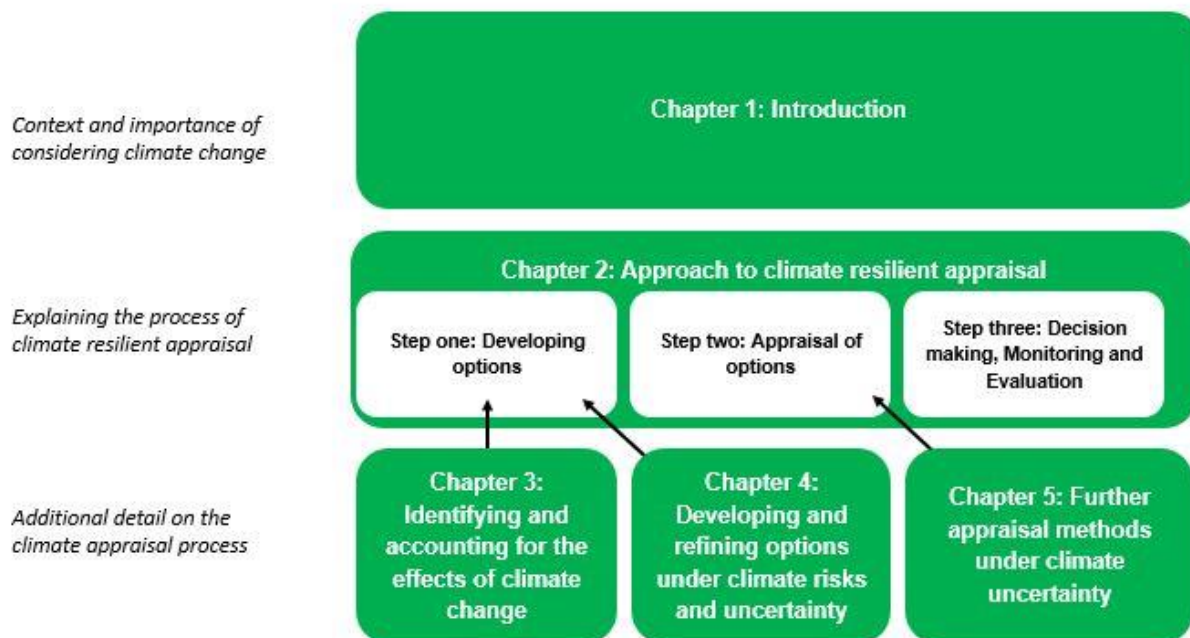 Context and importance of
considering climate change
Chapter 1: Introduction
Explaining the process of
climate resilient appraisal
Chapter 2: Approach to climate resilient appraisal
Step one: Developing
options
Step two: Appraisal of
options
Step three: Decision
making, Monitoring and
Evaluation
Additional detail on the
climate appraisal process
Chapter 3:
Identifying and
accounting for the
effects of climate
change
Chapter 4:
Developing and
refining options
under climate risks
and uncertainty
Chapter 5: Further
appraisal methods
under climate
uncertainty